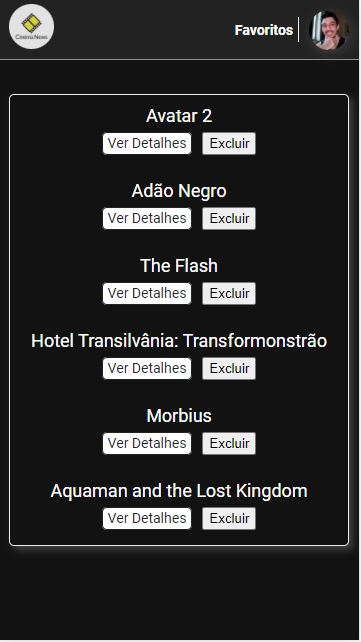 Cinema News
Favoritos
Avatar 2
Ver Detalhes Excluir
Adão Negro
Ver Detalhes Excluir
The Flash
Ver Detalhes Excluir
Hotel Transilvânia: Transformonstrão
Ver Detalhes Excluir
Morbius
Ver Detalhes Excluir
Aquaman and the Lost Kingdom
Ver Detalhes Excluir